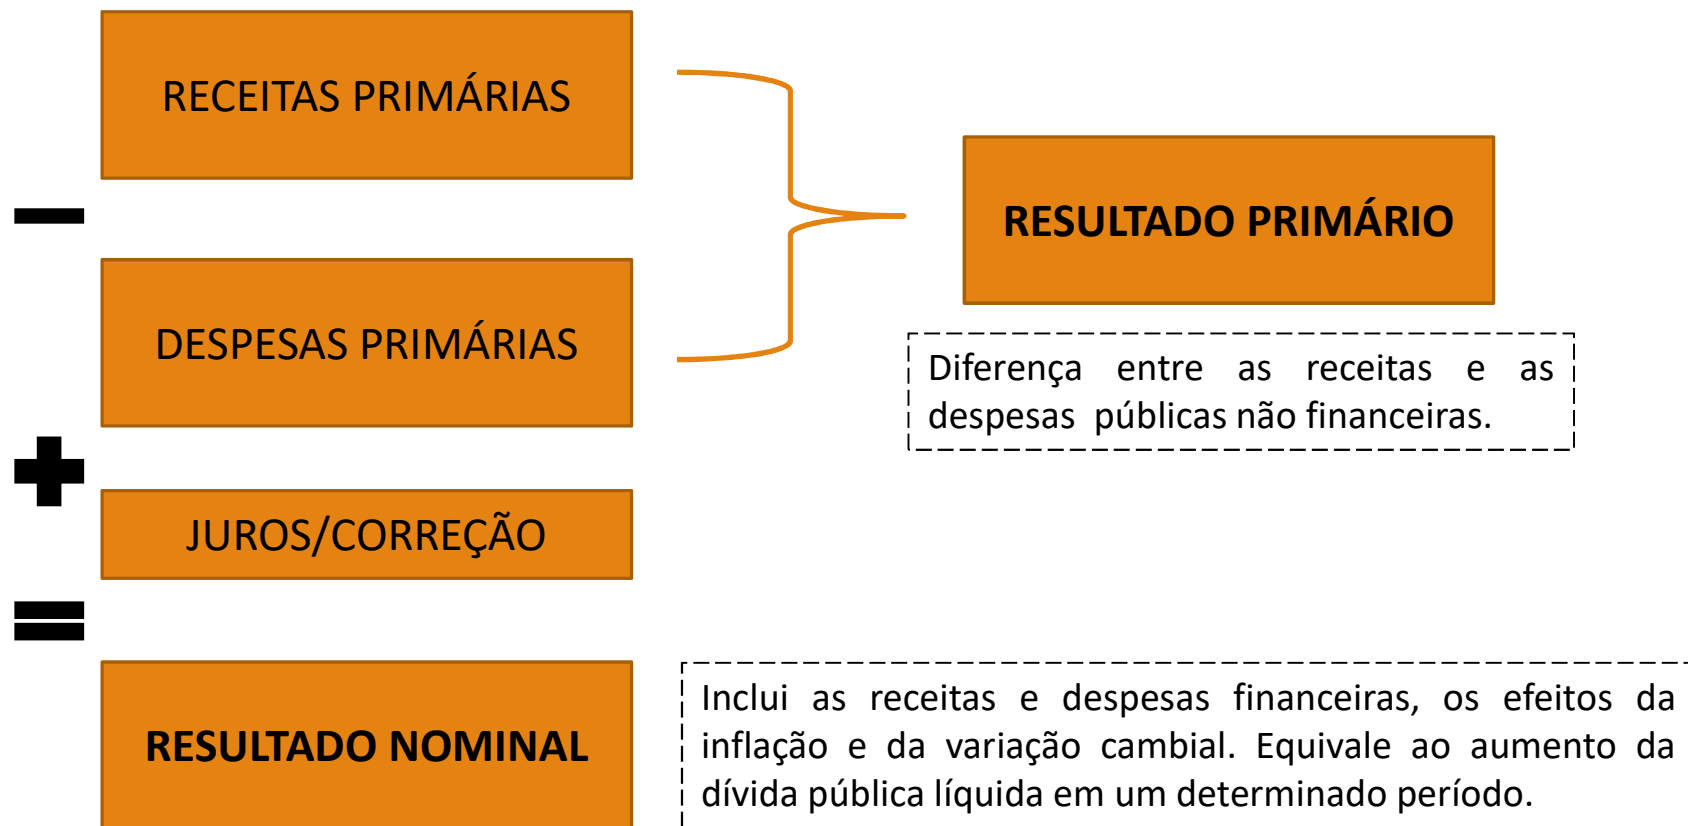 RECEITAS PRIMÁRIAS
RESULTADO PRIMÁRIO
DESPESAS PRIMÁRIAS
Diferença entre as receitas e as
despesas públicas não financeiras.
JUROS/CORREÇÃO
RESULTADO NOMINAL
Inclui as receitas e despesas financeiras, os efeitos da
inflação e da variação cambial. Equivale ao aumento da
dívida pública líquida em um determinado período.